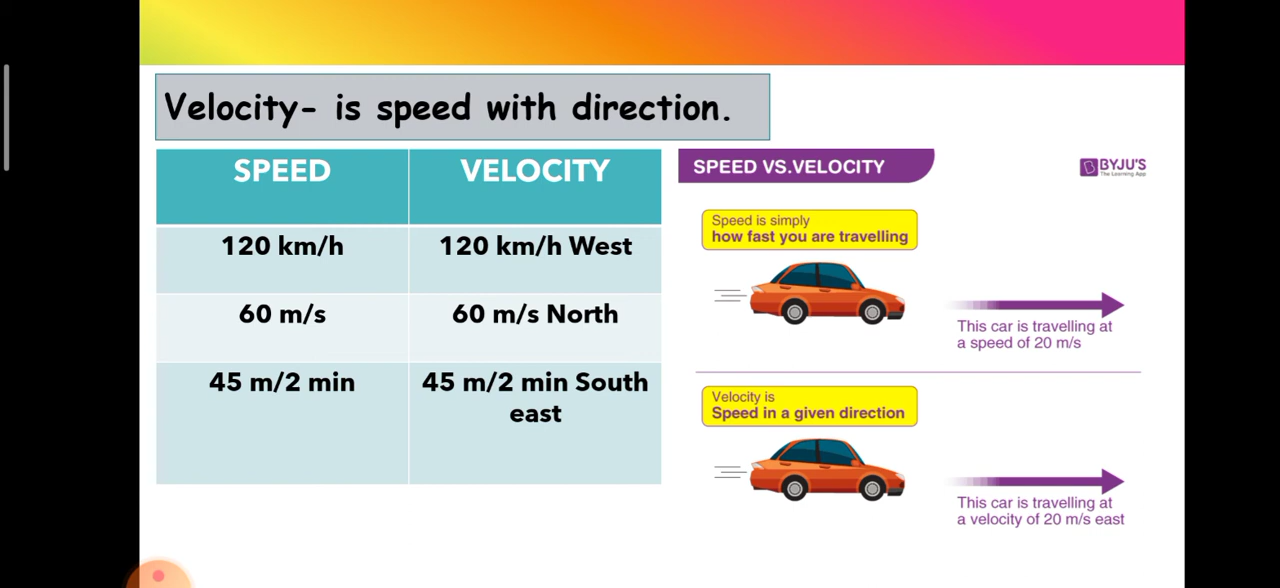 Velocity- is speed with direction.
SPEED VELOCITY
120 km/h 120 km/h West
60 m/s 60 m/s North
45 m/2 min 45 m/2 min South
east
SPEED VS.VELOCITY
BYJU'S
The Learning App
Speed is simply
how fast you are travelling
This car is travelling at
a speed of 20 m/s
Velocity is
Speed in a given direction
This car is travelling at
a velocity of 20 m/s east